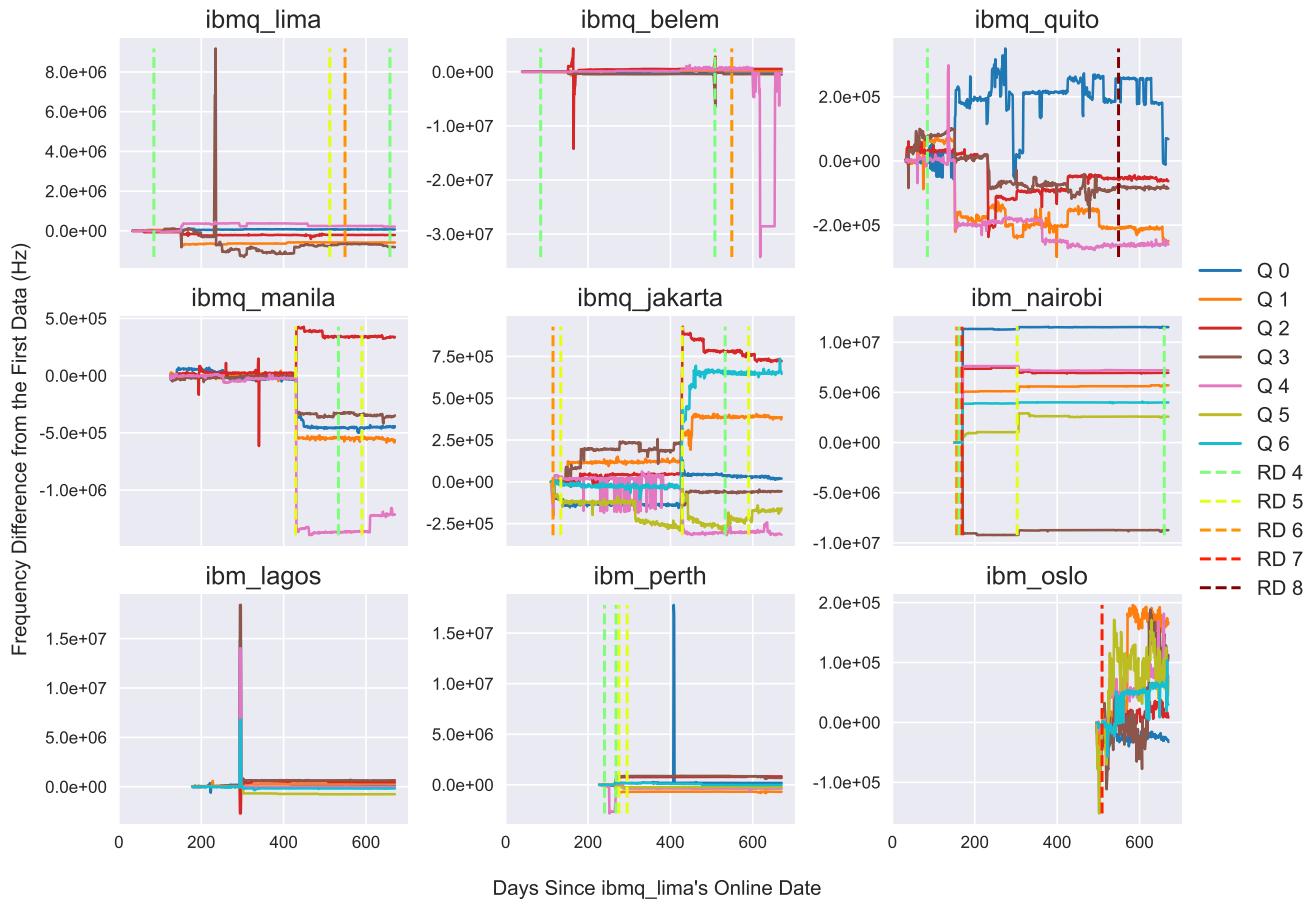 ibmq_lima
ibmq_belem
ibmq_quito
8.0e+06
6.0e+06
4.0e+06
2.0e+06
0.0e+00
0.0e+00
-1.0e+07
-2.0e+07
-3.0e+07
2.0e+05
0.0e+00
-2.0e+05
ibmq_manila
ibmq_jakarta
ibm_nairobi
5.0e+05
0.0e+00
-5.0e+05
-1.0e+06
7.5e+05
5.0e+05
2.5e+05
0.0e+00
-2.5e+05
1.0e+07
5.0e+06
0.0e+00
-5.0e+06
-1.0e+07
ibm_lagos
ibm_perth
ibm_oslo
1.5e+07
1.0e+07
5.0e+06
0.0e+00
1.5e+07
1.0e+07
5.0e+06
0.0e+00
2.0e+05
1.0e+05
0.0e+00
-1.0e+05
0 200 400 600
0 200 400 600
0 200 400 600
Frequency Difference from the First Data (Hz)
Days Since ibmq_lima's Online Date
Q 0
Q 1
Q 2
Q 3
Q 4
Q 5
Q 6
RD 4
RD 5
RD 6
RD 7
RD 8